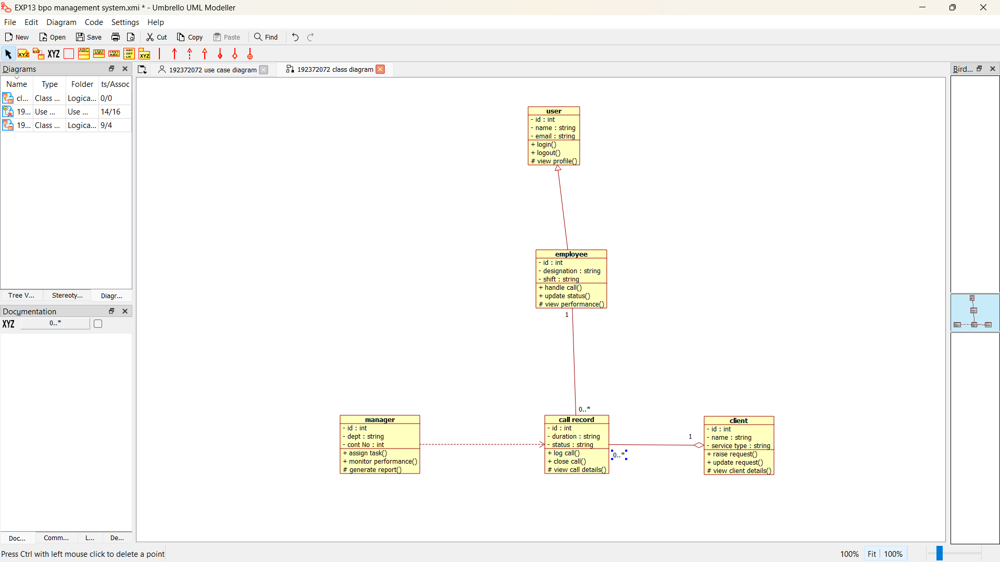 EXP13 bpo management system.xmi * - Umbrello UML Modeller
File Edit Diagram Code Settings Help
New Open Save Cut Copy Paste Find
XYZ XYZ XYZ ABC XYZ
Diagrams
192372072 use case diagram
192372072 class diagram
Bird...
Name Type Folder ts/Assoc
cl... Class ... Logica... 0/0
19... Use ... Use ... 14/16
19... Class ... Logica... 9/4
Tree V... Stereoty... Diagr...
Documentation
XYZ 0..*
Doc... Comm... L... De...
user
- id : int
- name : string
- email : string
+ login()
+ logout()
# view profile()
employee
- id : int
- designation : string
- shift : string
+ handle call()
+ update status()
# view performance()
1
0..*
manager
- id : int
- dept : string
- cont No : int
+ assign task()
+ monitor performance()
# generate report()
call record
- id : int
- duration : string
- status : string
+ log call()
+ close call()
# view call details()
0..*
1
client
- id : int
- name : string
- service type : string
+ raise request()
+ update request()
# view client details()
Press Ctrl with left mouse click to delete a point
100% Fit 100%